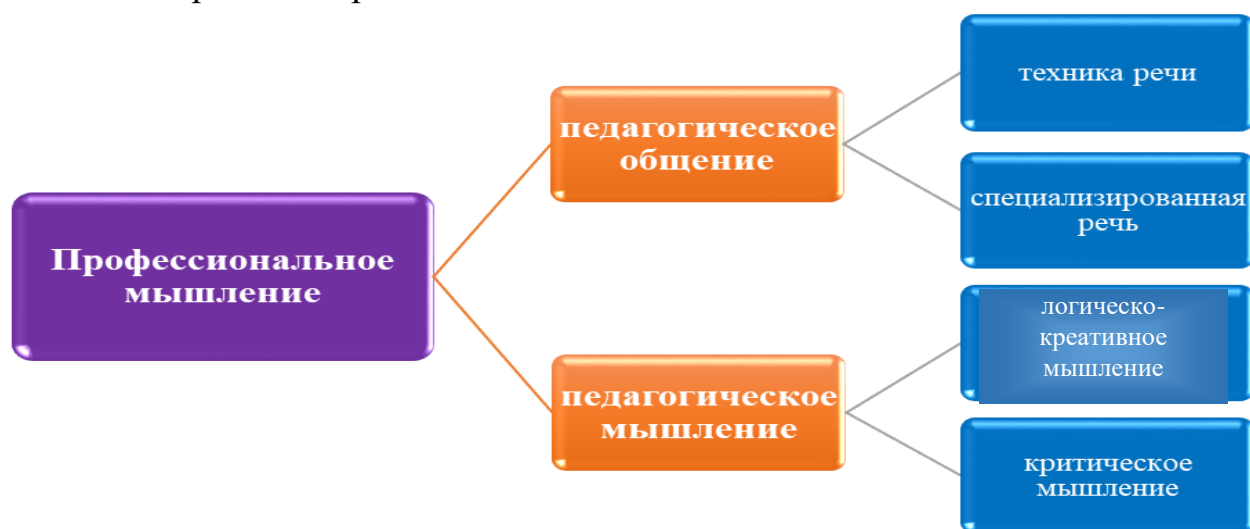 Профессиональное
мышление
педагогическое
общение
техника речи
специализированная
речь
педагогическое
мышление
логическо-
креативное
мышление
критическое
мышление